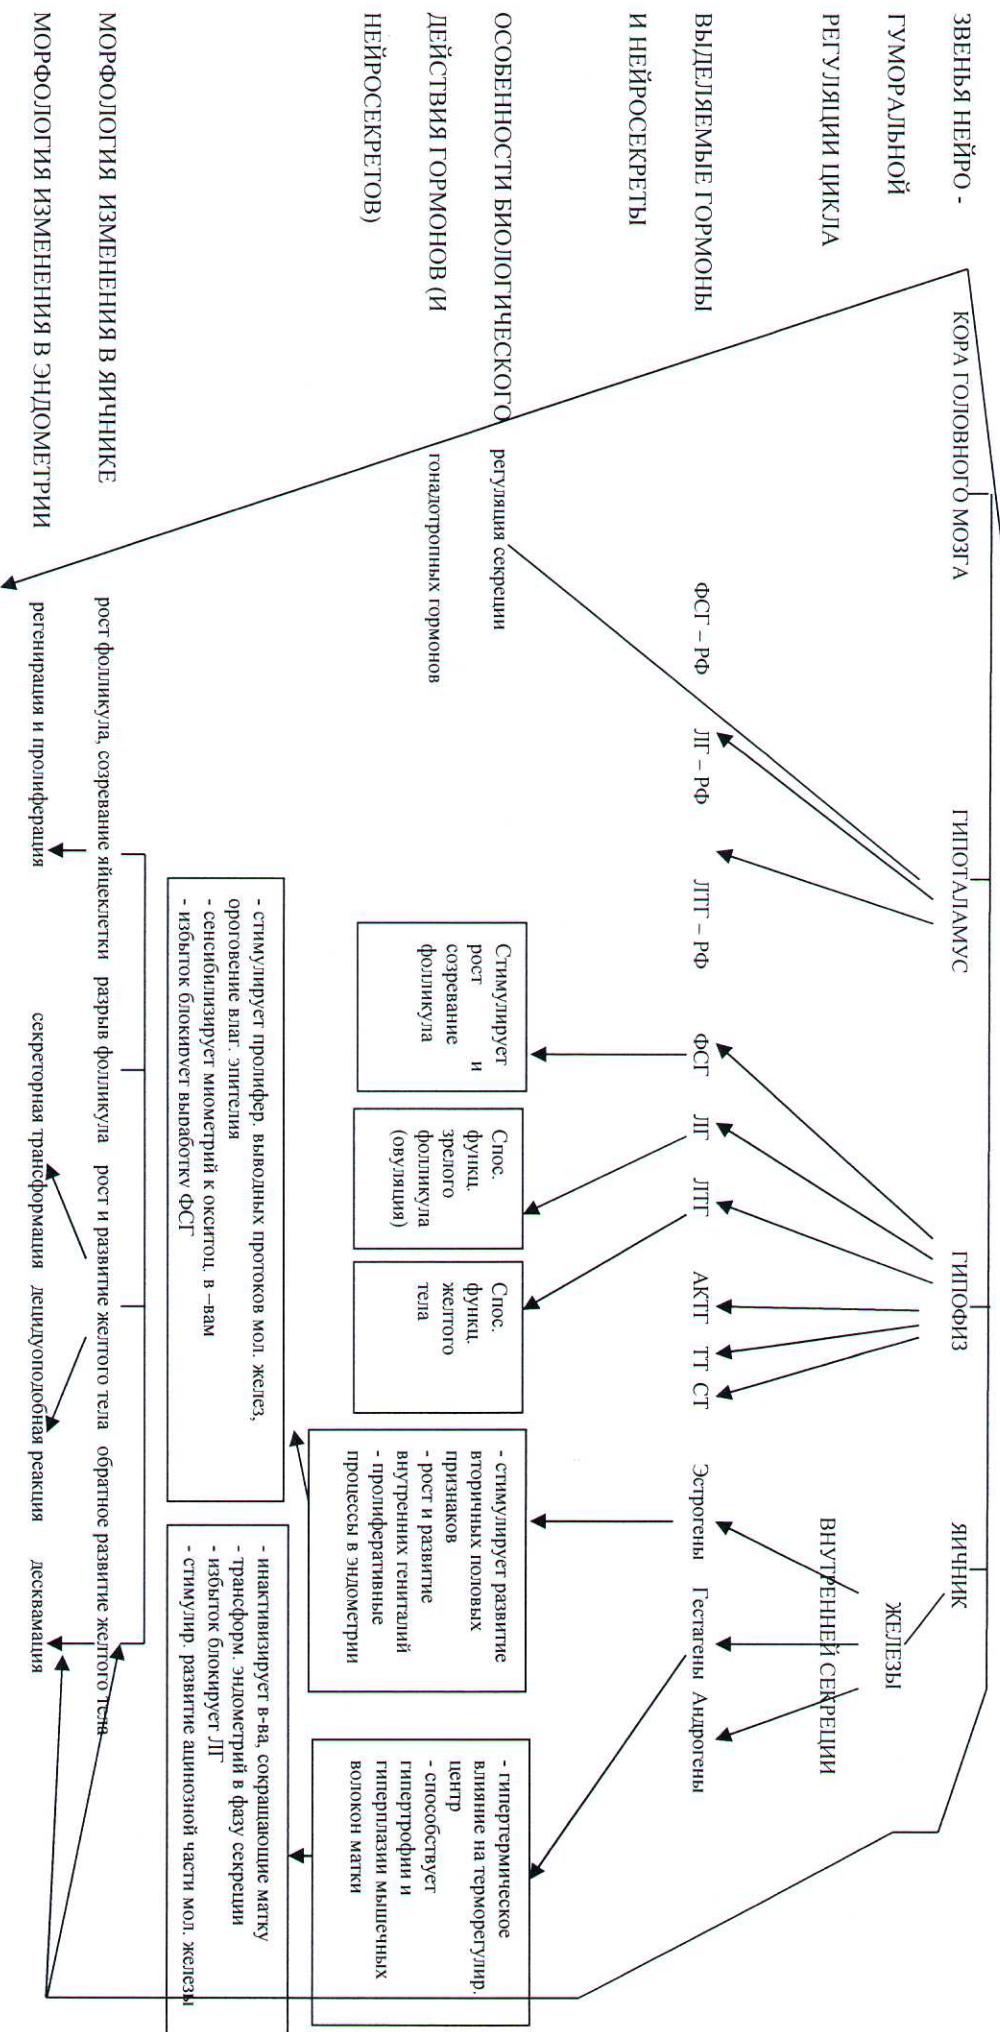 ЗВЕНЬЯ НЕЙРО -
ГУМОРАЛЬНОЙ
РЕГУЛЯЦИИ ЦИКЛА
КОРА ГОЛОВНОГО МОЗГА
ГИПОТАЛАМУС
ГИПОФИЗ
ЯИЧНИК
ЖЕЛЕЗЫ
ВНУТРЕННЕЙ СЕКРЕЦИИ
ВЫДЕЛЯЕМЫЕ ГОРМОНЫ
И НЕЙРОСЕКРЕТЫ
ФСГ – РФ ЛГ – РФ ЛТГ – РФ ФСГ ЛГ ЛТГ АКТГ ТТ СТ Эстрогены Гестагены Андрогены
ОСОБЕННОСТИ БИОЛОГИЧЕСКОГО
ДЕЙСТВИЯ ГОРМОНОВ (И
НЕЙРОСЕКРЕТОВ)
регуляция секреции
гонадотропных гормонов
Стимулирует
рост и
созревание
фолликула
Спос.
функц.
зрелого
фолликула
(овуляция)
Спос.
функц.
желтого
тела
- стимулирует развитие
вторичных половых
признаков
- рост и развитие
внутренних гениталий
- пролиферативные
процессы в эндометрии
- гипертермическое
влияние на терморегулир.
центр
- способствует
гипертрофии и
гиперплазии мышечных
волокон матки
- стимулирует пролифер. выводных протоков мол. желез,
ороговение влаг. эпителия
- сенсибилизирует миометрий к окситоц. в –вам
- избыток блокирует выработку ФСГ
- инактивизирует в-ва, сокращающие матку
- трансформ. эндометрий в фазу секреции
- избыток блокирует ЛГ
- стимулир. развитие ацинозной части мол. железы
МОРФОЛОГИЯ ИЗМЕНЕНИЯ В ЯИЧНИКЕ
рост фолликула, созревание яйцеклетки разрыв фолликула рост и развитие желтого тела обратное развитие желтого тела
МОРФОЛОГИЯ ИЗМЕНЕНИЯ В ЭНДОМЕТРИИ
регенирация и пролиферация секреторная трансформация децидуоподобная реакция десквамация